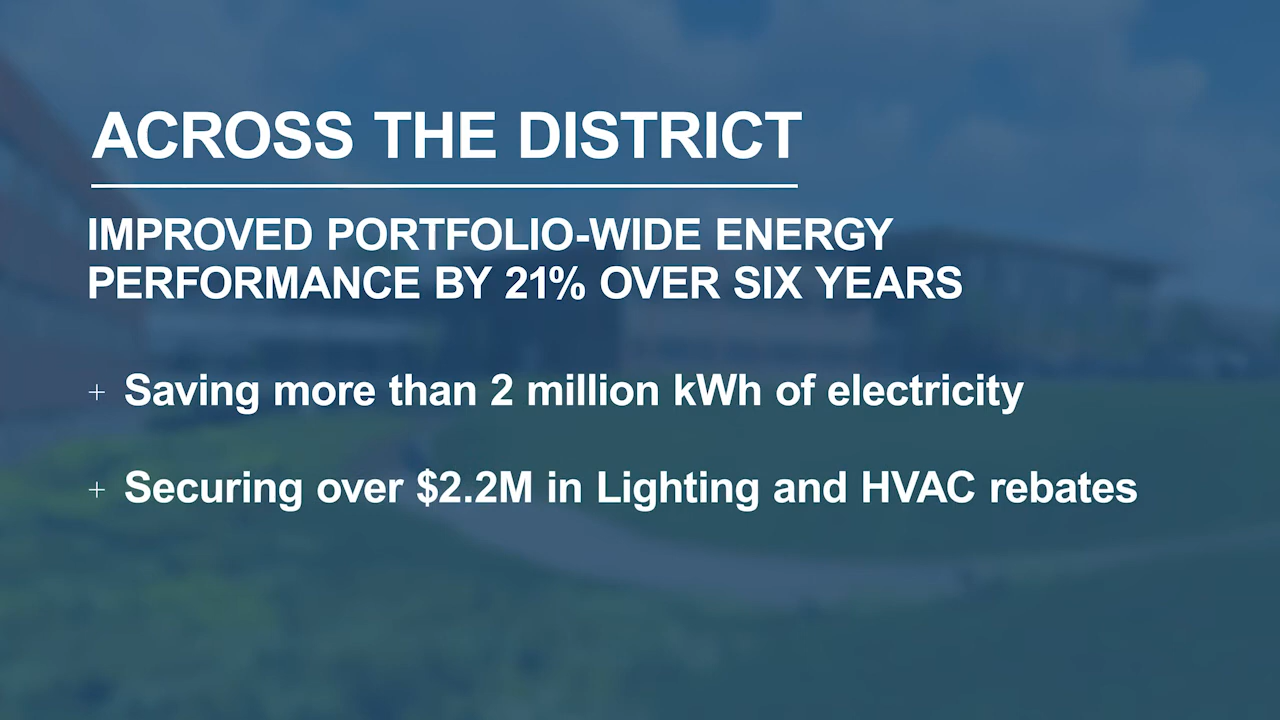 ACROSS THE DISTRICT
IMPROVED PORTFOLIO-WIDE ENERGY
PERFORMANCE BY 21% OVER SIX YEARS
+ Saving more than 2 million kWh of electricity
+ Securing over $2.2M in Lighting and HVAC rebates